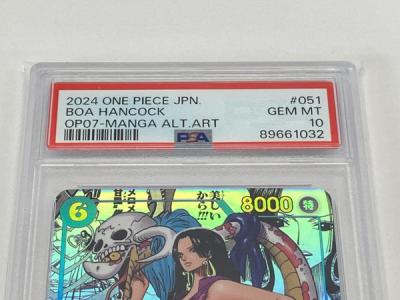 2024 ONE PIECE JPN. #051
BOA HANCOCK GEM MT
OP07-MANGA ALT.ART 10
PSA 89661032
6 8000 特
美しい
から!!!